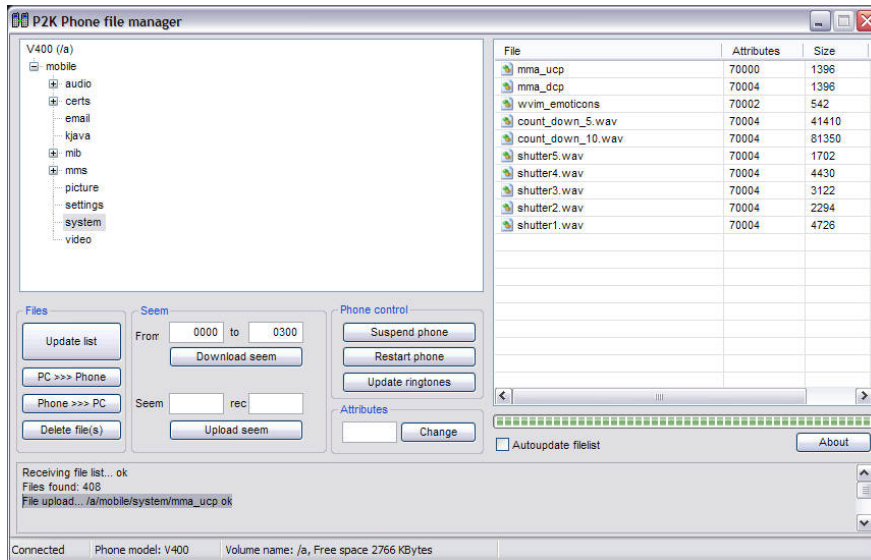 P2K Phone file manager
V400 (/a)
mobile
audio
certs
email
kjava
mib
mms
picture
settings
system
video
File Attributes Size
mma_ucp 70000 1396
mma_dcp 70004 1396
wvim_emoticons 70002 542
count_down_5.wav 70004 41410
count_down_10.wav 70004 81350
shutter5.wav 70004 1702
shutter4.wav 70004 4430
shutter3.wav 70004 3122
shutter2.wav 70004 2294
shutter1.wav 70004 4726
Files
Update list
PC >>> Phone
Phone >>> PC
Delete file(s)
Seem
From 0000 to 0300
Download seem
Seem rec
Upload seem
Phone control
Suspend phone
Restart phone
Update ringtones
Attributes
Change
Autoupdate filelist
About
Receiving file list... ok
Files found: 408
File upload... /a/mobile/system/mma_ucp ok
Connected Phone model: V400 Volume name: /a, Free space 2766 KBytes